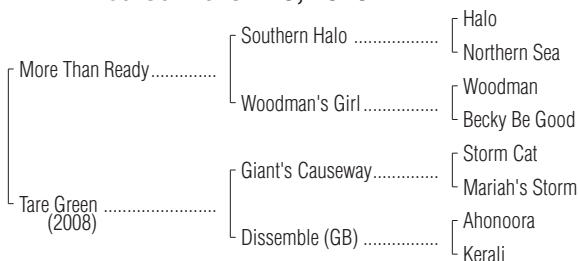 Halo
Southern Halo ..................
Northern Sea
More Than Ready..............
Woodman
Woodman's Girl................
Becky Be Good
Storm Cat
Giant's Causeway..............
Mariah's Storm
Tare Green ........................
(2008)
Ahonoora
Dissemble (GB) ................
Kerali